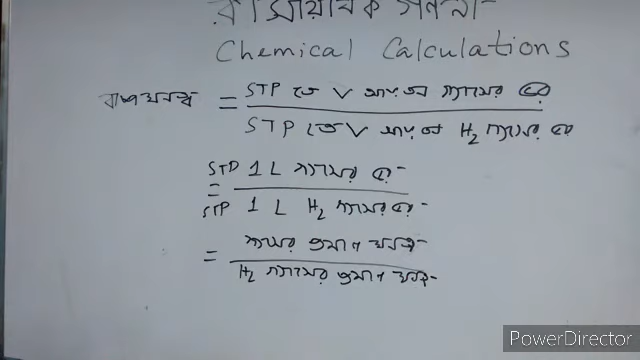 রাসায়নিক গণনা
Chemical Calculations
বাষ্পঘনত্ব = STP তে V আয়তন গ্যাসের ভর
STP তে V আয়তন H2 গ্যাসের ভর
= STP 1 L গ্যাসের ভর
STP 1 L H2 গ্যাসের ভর
= গ্যাসের প্রমাণ ঘনত্ব
H2 গ্যাসের প্রমাণ ঘনত্ব
PowerDirector